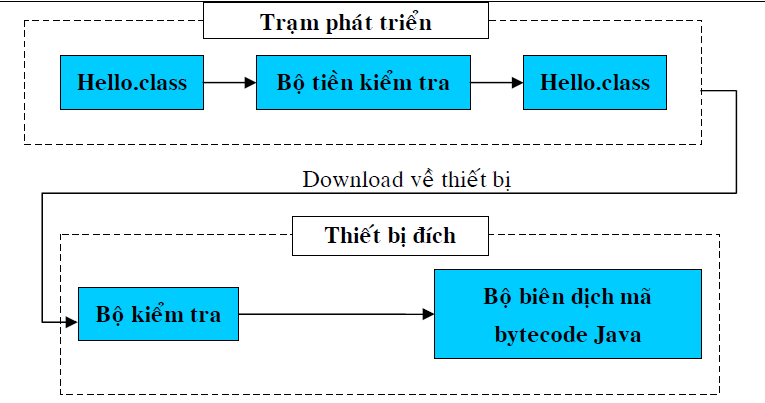 Trạm phát triển
Hello.class
Bộ tiền kiểm tra
Hello.class
Download về thiết bị
Thiết bị đích
Bộ kiểm tra
Bộ biên dịch mã
bytecode Java